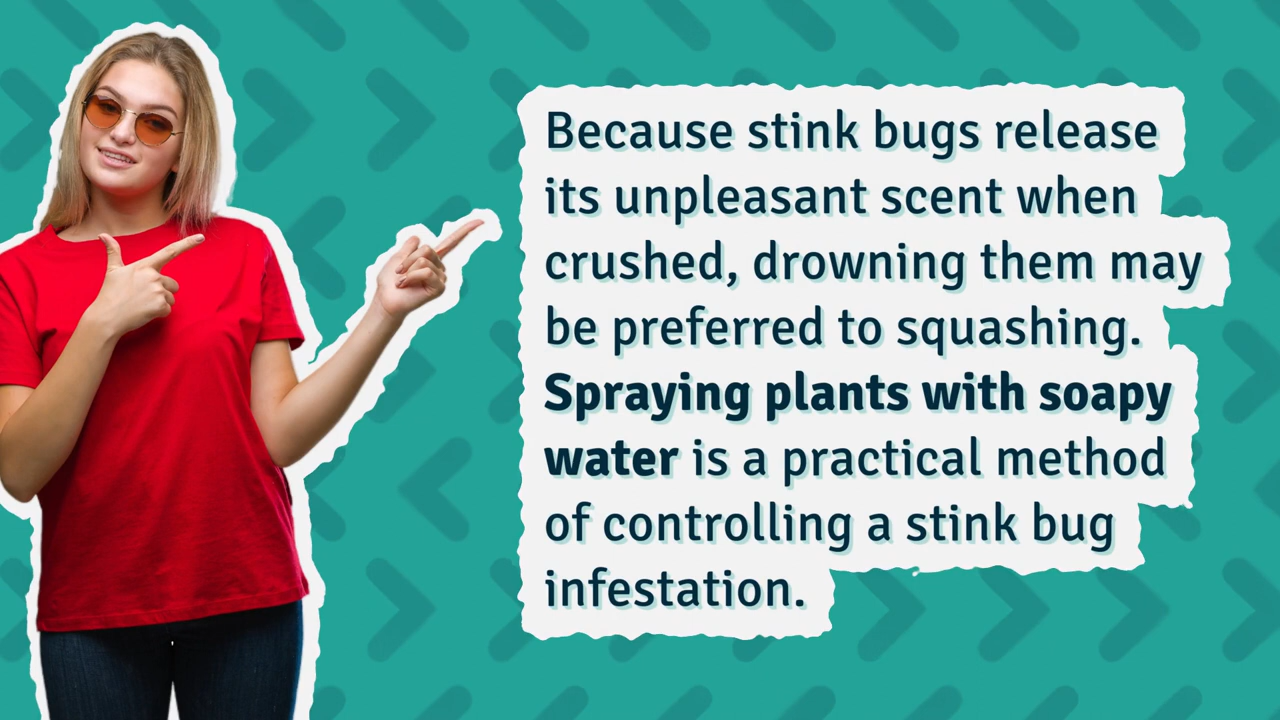 Because stink bugs release
its unpleasant scent when
crushed, drowning them may
be preferred to squashing.
Spraying plants with soapy
water is a practical method
of controlling a stink bug
infestation.